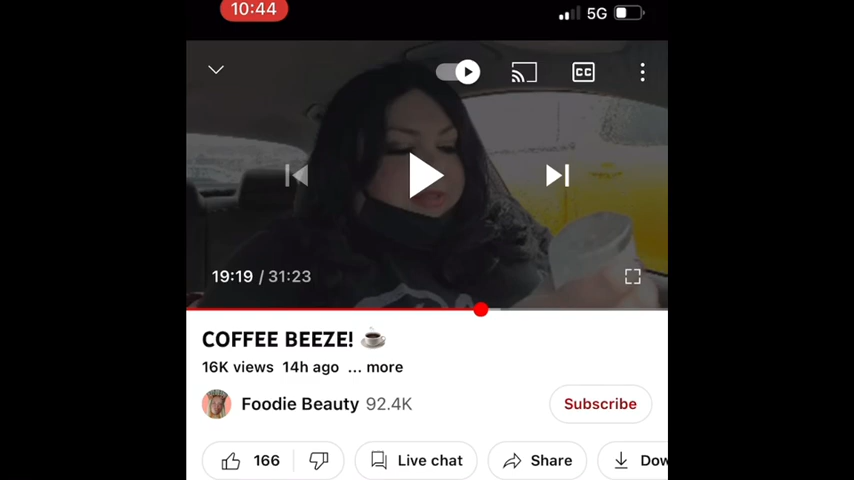 10:44
5G
CC
19:19 / 31:23
COFFEE BEEZE! ☕
16K views 14h ago ... more
Foodie Beauty 92.4K
Subscribe
166
Live chat
Share
Dow